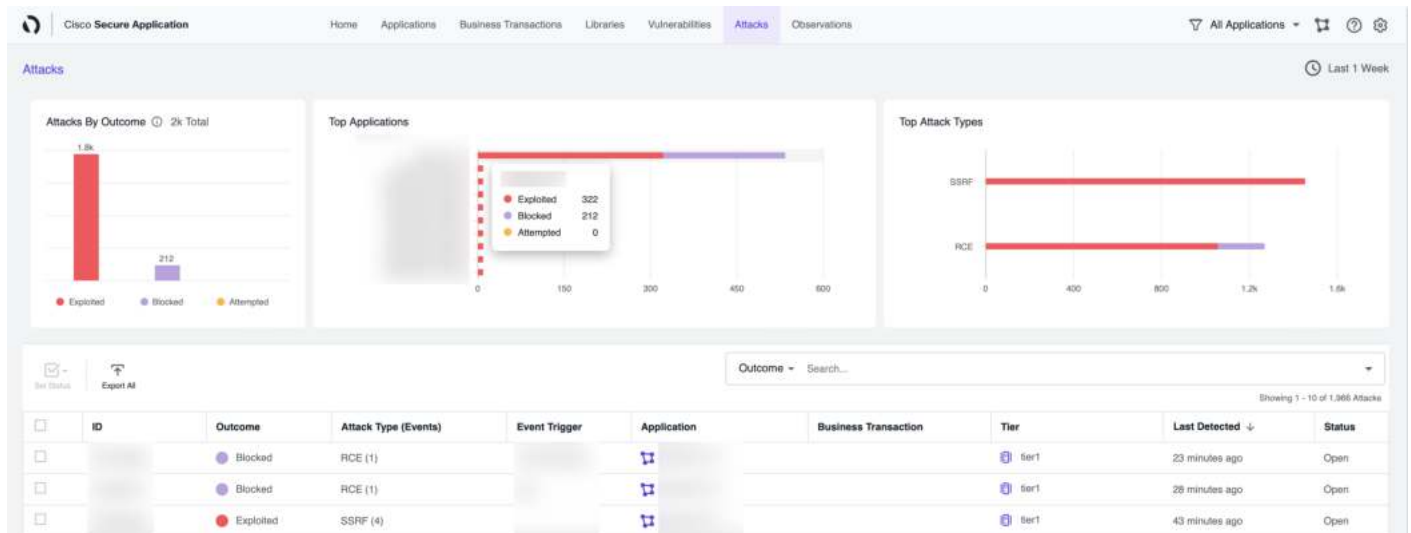 Cisco Secure Application Home Applications Business Transactions Libraries Vulnerabilities Attacks Observations All Applications
Attacks Last 1 Week
Attacks By Outcome 2k Total
1.8k
212
Exploited Blocked Attempted
Top Applications
Exploited 322
Blocked 212
Attempted 0
0 150 300 450 600
Top Attack Types
SSRF
RCE
0 400 800 1.2k 1.6k
Set Status Export All
Outcome Search...
Showing 1 - 10 of 1,966 Attacks
ID Outcome Attack Type (Events) Event Trigger Application Business Transaction Tier Last Detected ↓ Status
Blocked RCE (1) tier1 23 minutes ago Open
Blocked RCE (1) tier1 28 minutes ago Open
Exploited SSRF (4) tier1 43 minutes ago Open